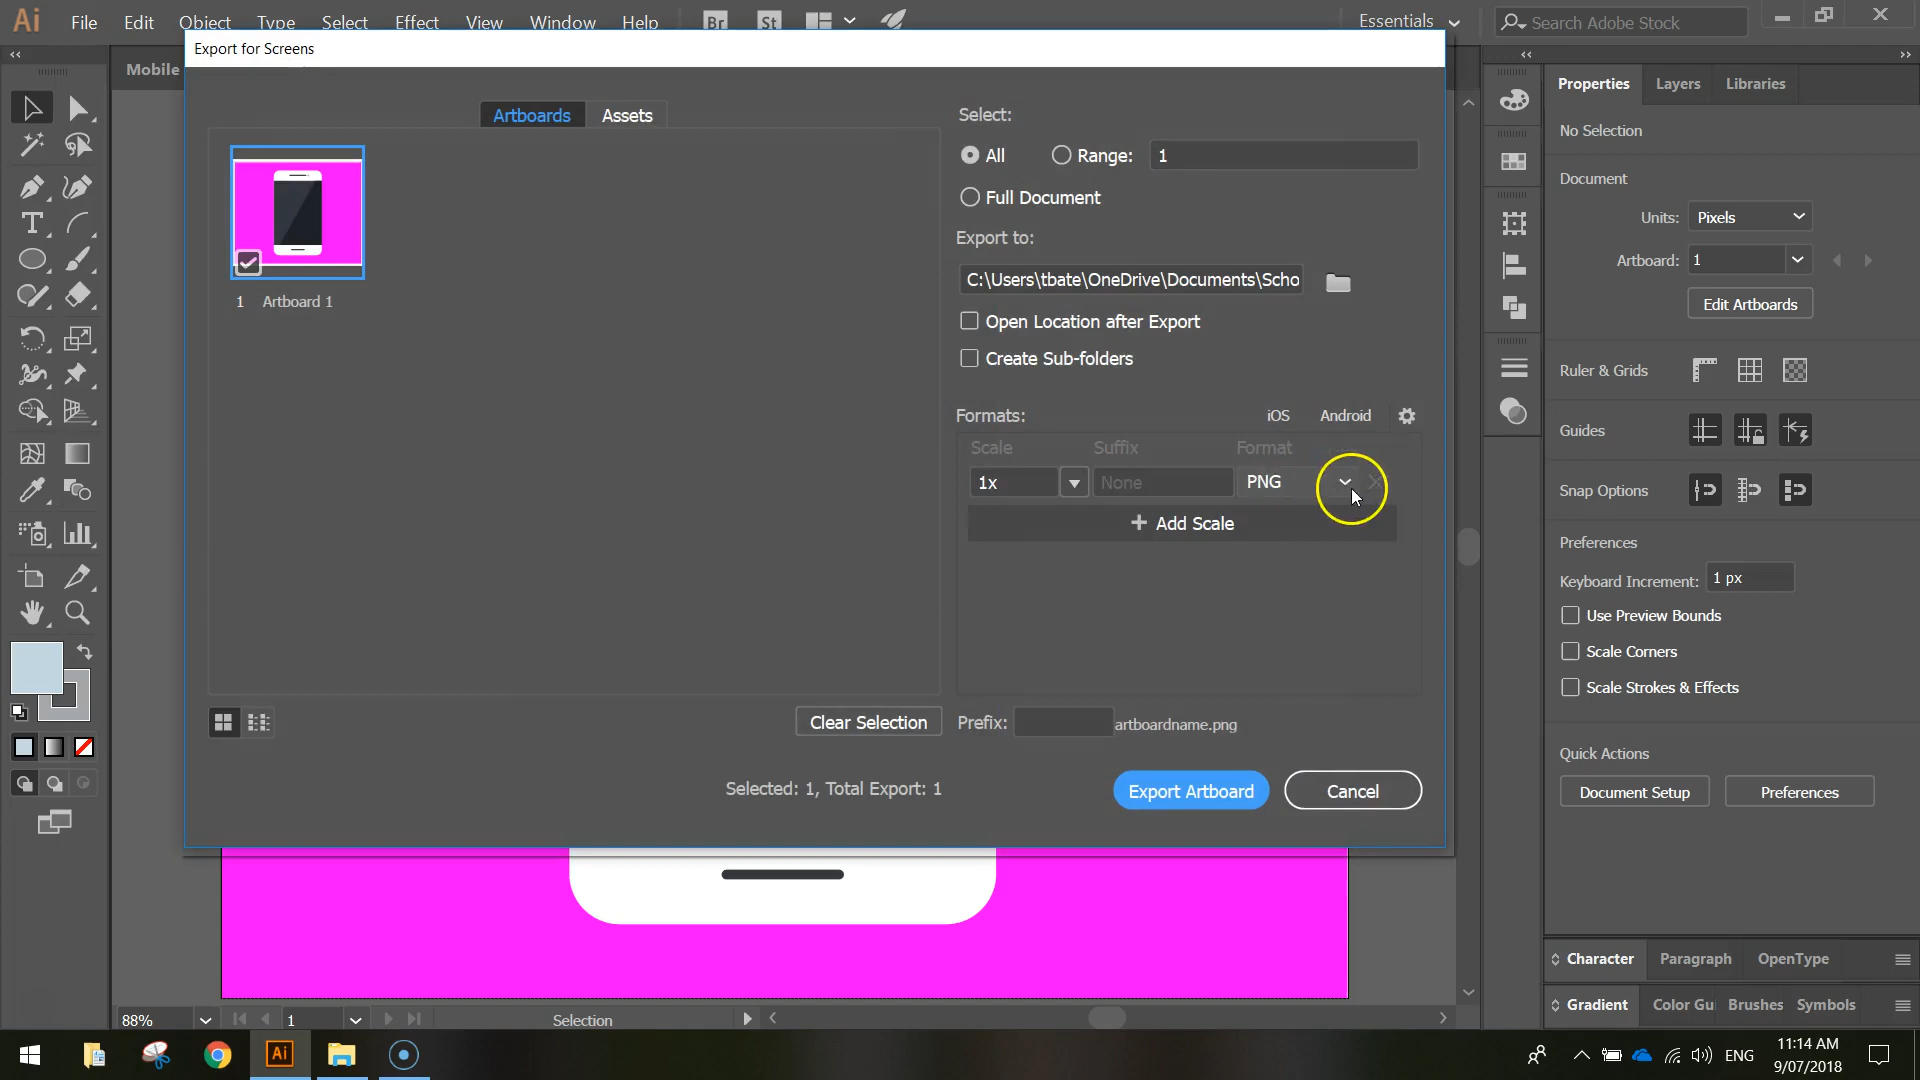 Ai File Edit Object Type Select Effect View Window Help Br St Essentials Search Adobe Stock
Export for Screens
Mobile
Artboards Assets
1 Artboard 1
Clear Selection
Selected: 1, Total Export: 1
Select:
All Range: 1
Full Document
Export to:
C:\Users\tbate\OneDrive\Documents\Scho
Open Location after Export
Create Sub-folders
Formats: iOS Android
Scale Suffix Format
1x None PNG
+ Add Scale
Prefix: artboardname.png
Export Artboard Cancel
Properties Layers Libraries
No Selection
Document
Units: Pixels
Artboard: 1
Edit Artboards
Ruler & Grids
Guides
Snap Options
Preferences
Keyboard Increment: 1 px
Use Preview Bounds
Scale Corners
Scale Strokes & Effects
Quick Actions
Document Setup Preferences
Character Paragraph OpenType
Gradient Color Gu Brushes Symbols
88% 1 Selection
Ai ENG 11:14 AM
9/07/2018